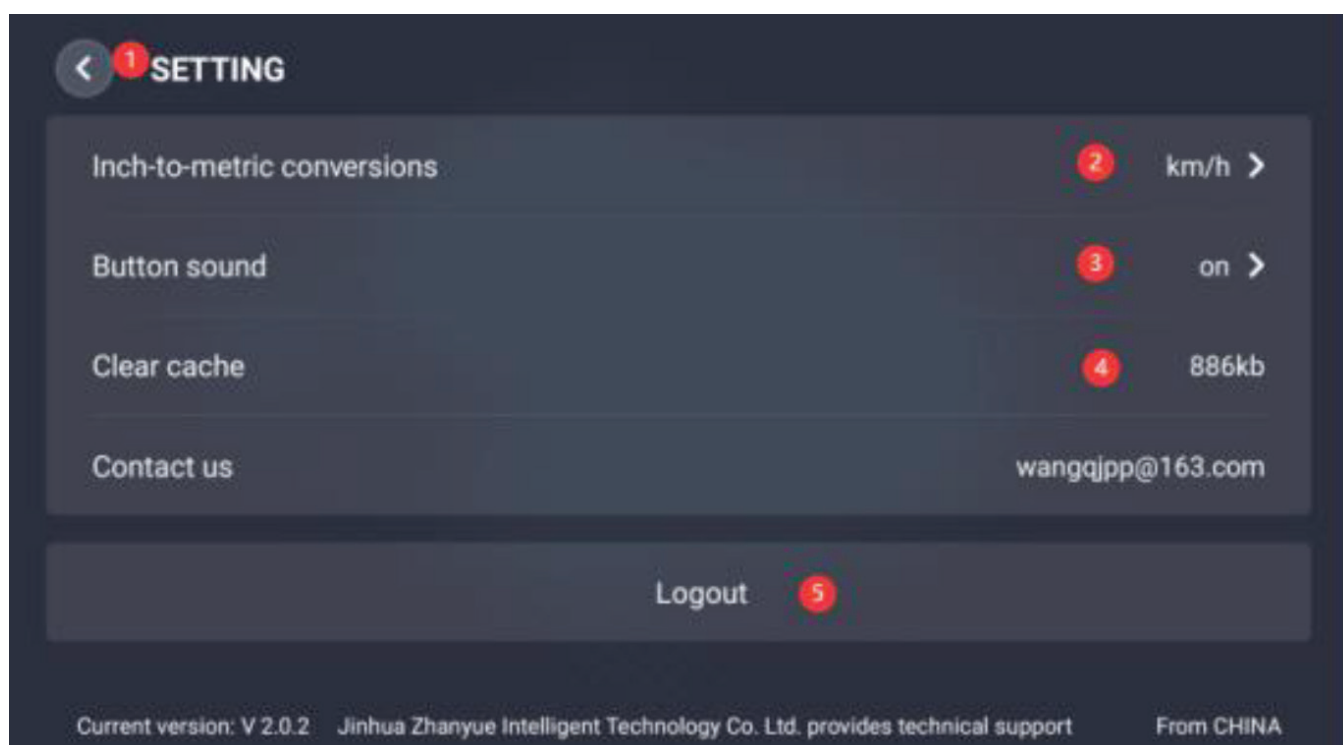 1 SETTING
Inch-to-metric conversions 2 km/h
Button sound 3 on
Clear cache 4 886kb
Contact us wangqjpp@163.com
Logout 5
Current version: V 2.0.2 Jinhua Zhanyue Intelligent Technology Co. Ltd. provides technical support From CHINA